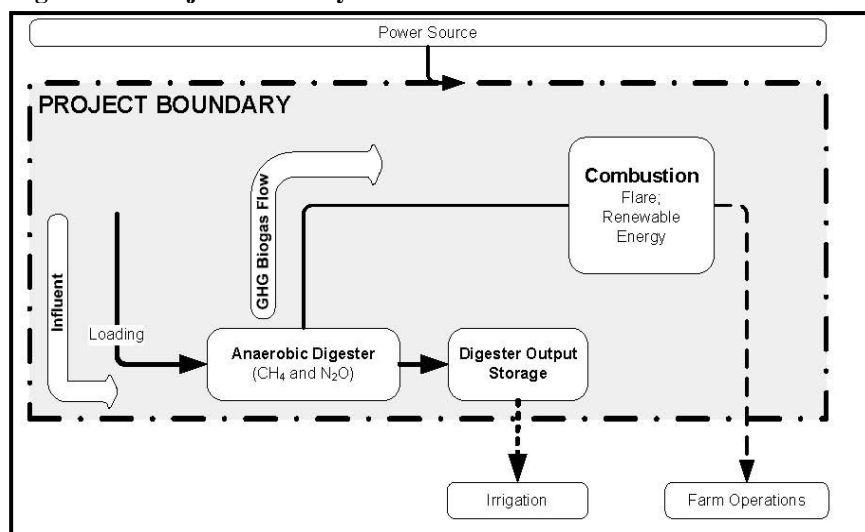 Power Source
PROJECT BOUNDARY
GHG Biogas Flow
Combustion
Flare;
Renewable
Energy
Influent
Loading
Anaerobic Digester
(CH₄ and N₂O)
Digester Output
Storage
Irrigation
Farm Operations